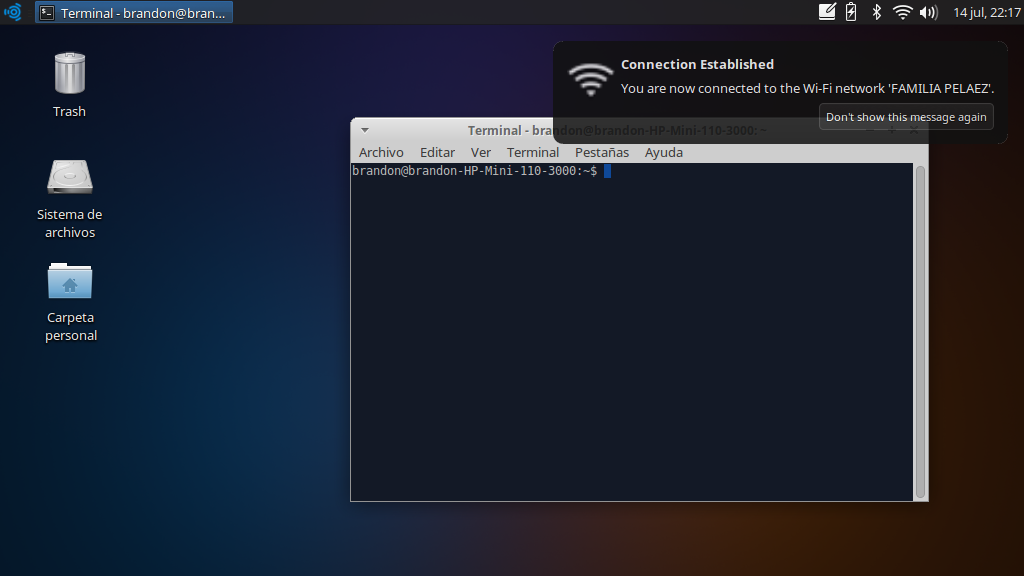 Terminal - brandon@bran...
14 jul, 22:17
Trash
Sistema de
archivos
Carpeta
personal
Connection Established
You are now connected to the Wi-Fi network 'FAMILIA PELAEZ'.
Don't show this message again
Terminal - brandon@brandon-HP-Mini-110-3000: ~
Archivo Editar Ver Terminal Pestañas Ayuda
brandon@brandon-HP-Mini-110-3000:~$